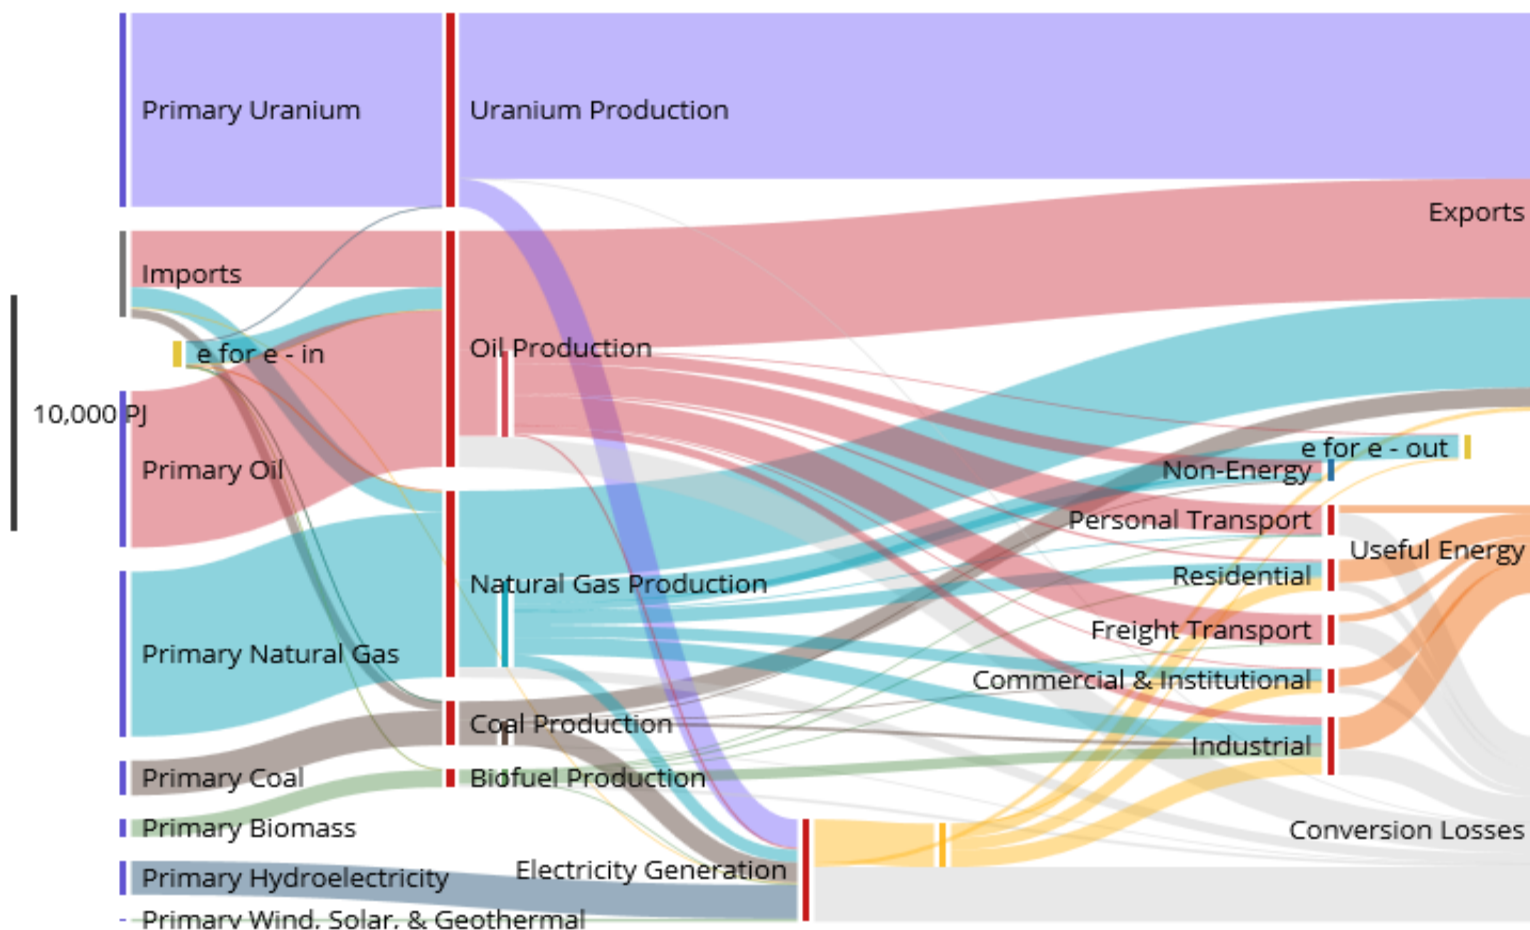 Primary Uranium
Uranium Production
Exports
Imports
Oil Production
e for e - in
10,000 PJ
e for e - out
Primary Oil
Non-Energy
Personal Transport
Useful Energy
Residential
Natural Gas Production
Freight Transport
Primary Natural Gas
Commercial & Institutional
Coal Production
Industrial
Primary Coal
Biofuel Production
Primary Biomass
Conversion Losses
Electricity Generation
Primary Hydroelectricity
Primary Wind, Solar, & Geothermal